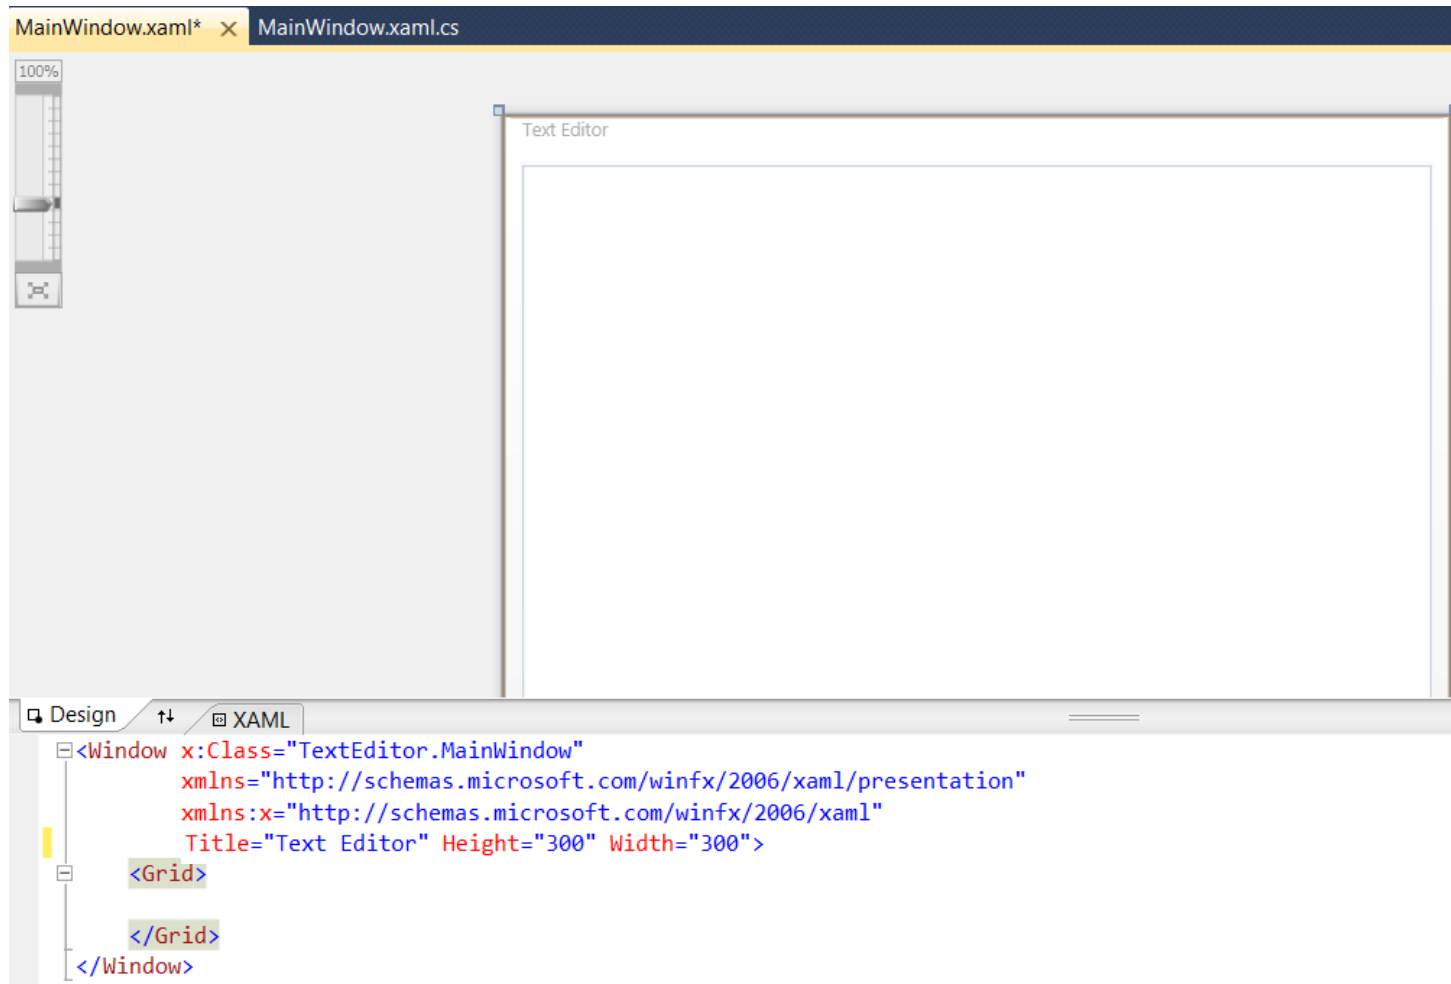 MainWindow.xaml* MainWindow.xaml.cs
100%
Text Editor
Design XAML
<Window x:Class="TextEditor.MainWindow"
xmlns="http://schemas.microsoft.com/winfx/2006/xaml/presentation"
xmlns:x="http://schemas.microsoft.com/winfx/2006/xaml"
Title="Text Editor" Height="300" Width="300">
<Grid>
</Grid>
</Window>